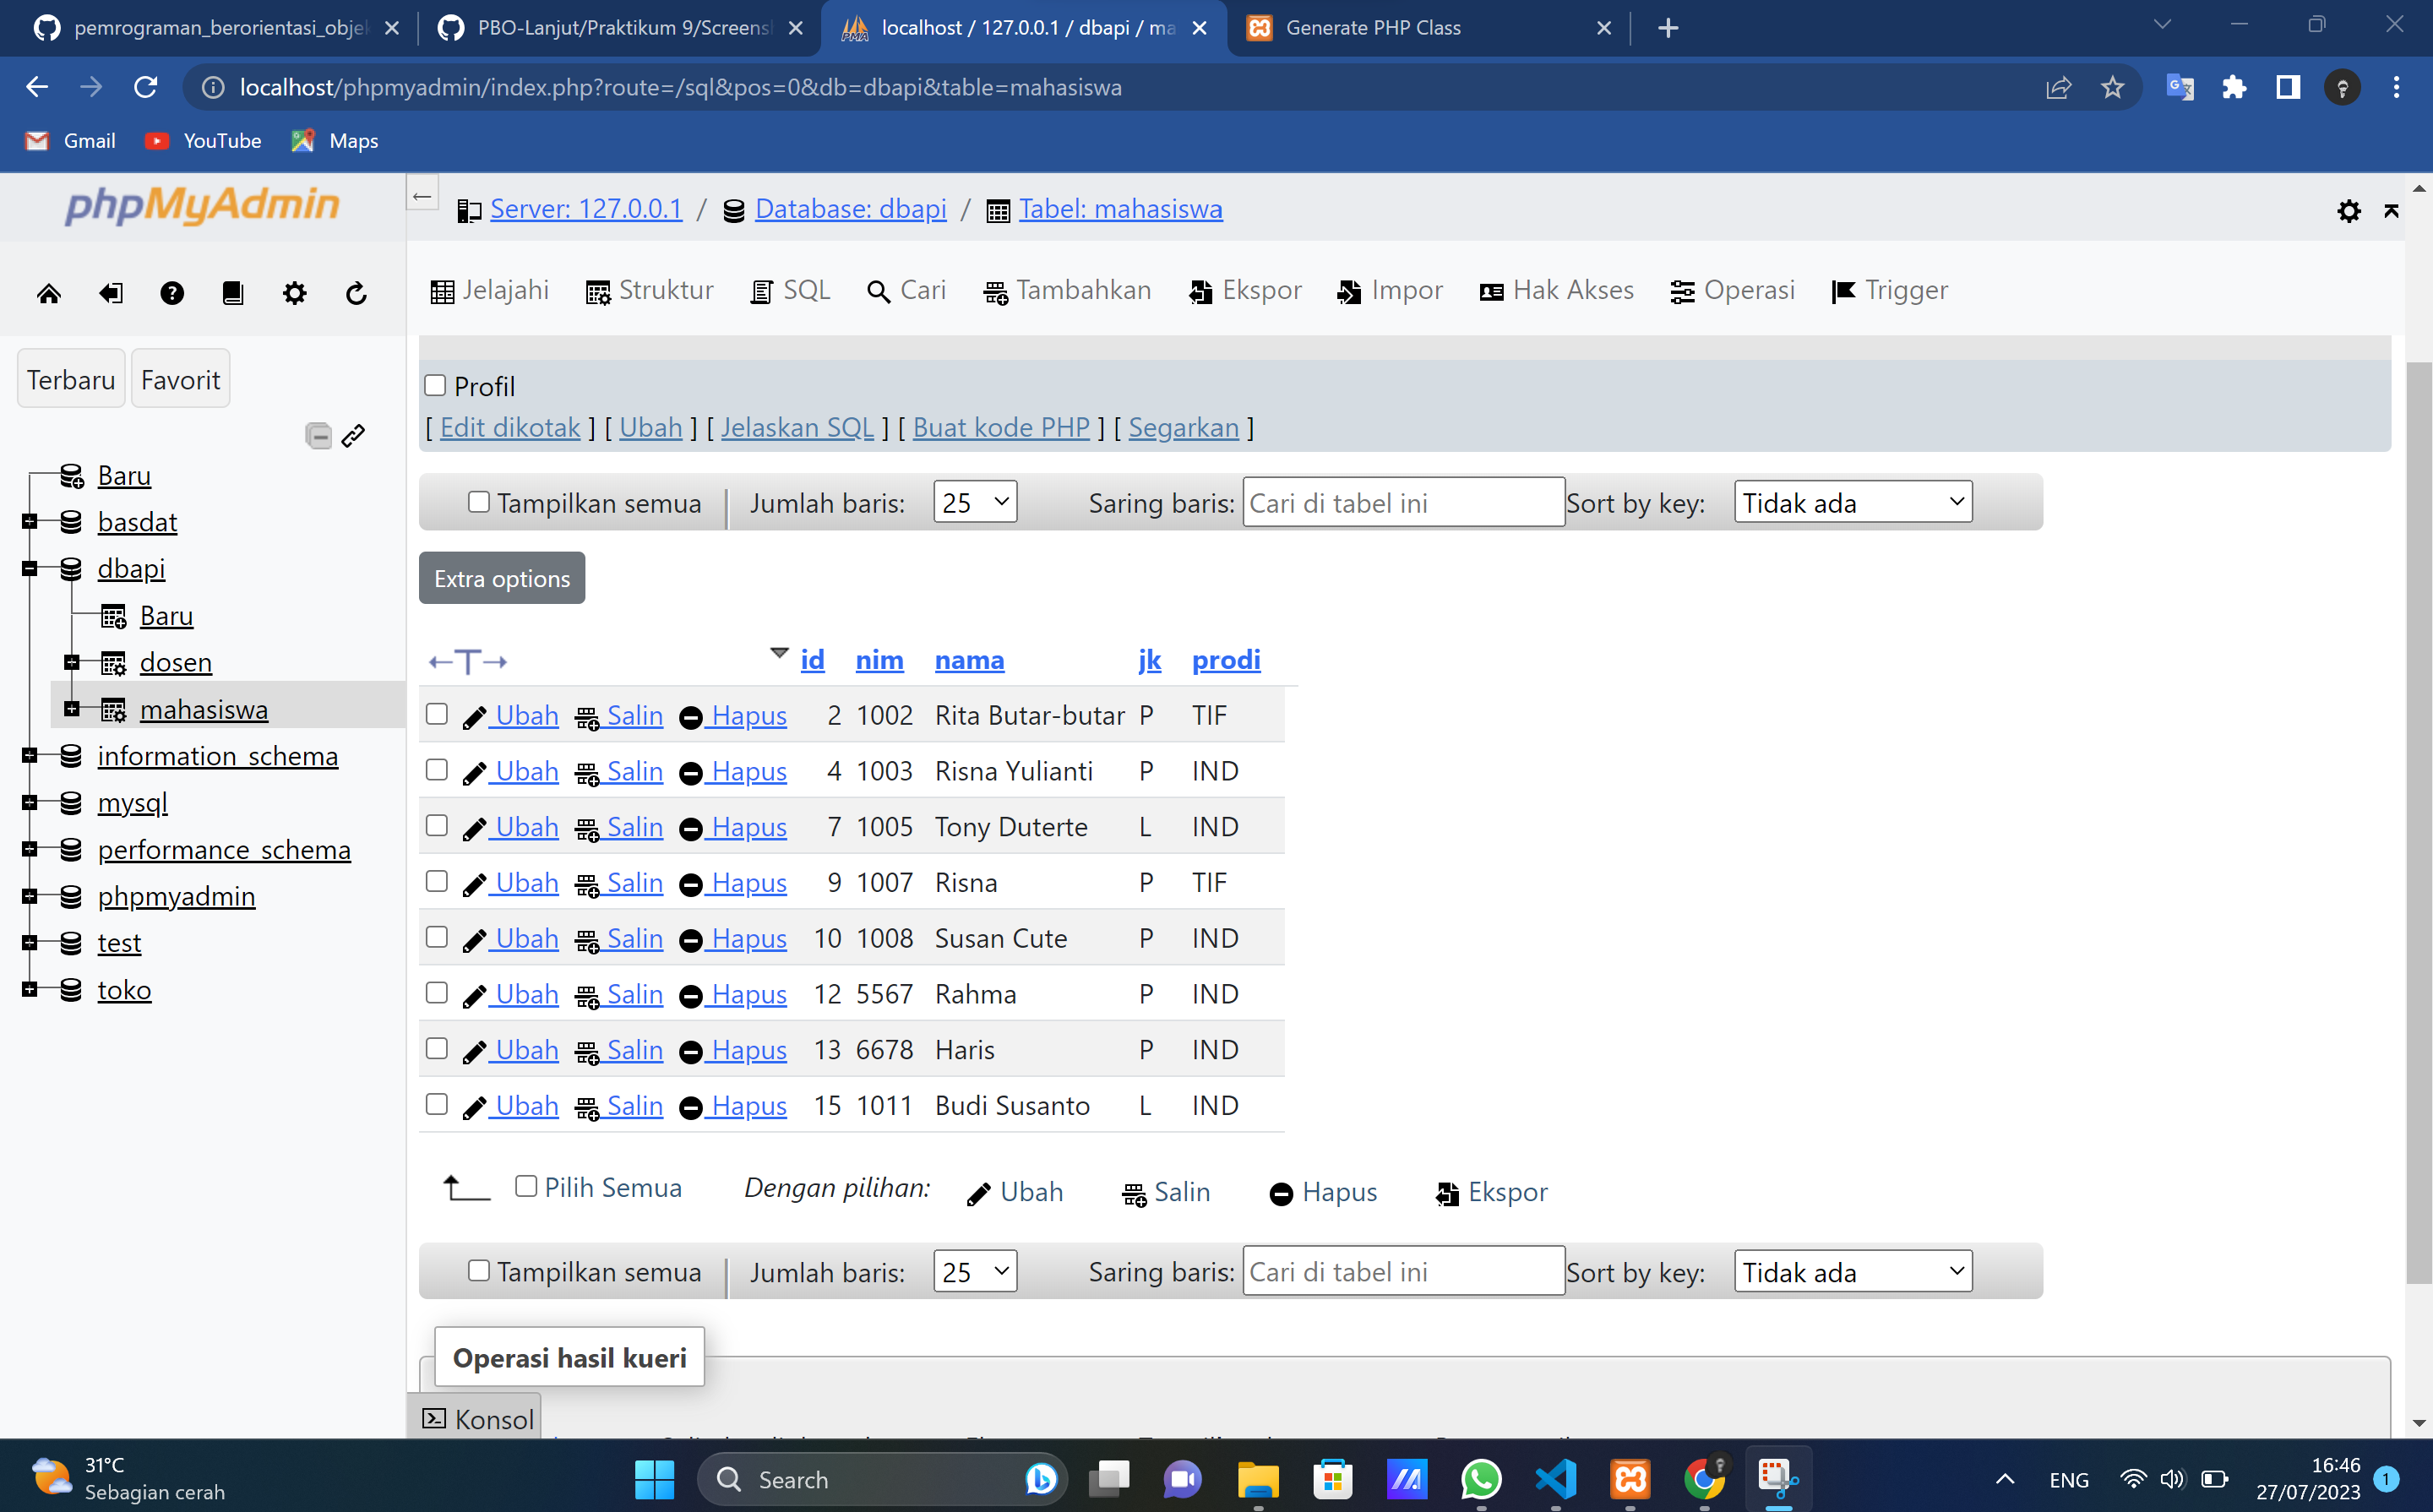 pemrograman_berorientasi_obje
PBO-Lanjut/Praktikum 9/Screens
localhost / 127.0.0.1 / dbapi / ma
Generate PHP Class
localhost/phpmyadmin/index.php?route=/sql&pos=0&db=dbapi&table=mahasiswa
Gmail YouTube Maps
phpMyAdmin
Terbaru Favorit
Baru
basdat
dbapi
Baru
dosen
mahasiswa
information_schema
mysql
performance_schema
phpmyadmin
test
toko
Server: 127.0.0.1 / Database: dbapi / Tabel: mahasiswa
Jelajahi Struktur SQL Cari Tambahkan Ekspor Impor Hak Akses Operasi Trigger
Profil
[ Edit dikotak ] [ Ubah ] [ Jelaskan SQL ] [ Buat kode PHP ] [ Segarkan ]
Tampilkan semua Jumlah baris: 25 Saring baris: Cari di tabel ini Sort by key: Tidak ada
Extra options
←T→ id nim nama jk prodi
Ubah Salin Hapus 2 1002 Rita Butar-butar P TIF
Ubah Salin Hapus 4 1003 Risna Yulianti P IND
Ubah Salin Hapus 7 1005 Tony Duterte L IND
Ubah Salin Hapus 9 1007 Risna P TIF
Ubah Salin Hapus 10 1008 Susan Cute P IND
Ubah Salin Hapus 12 5567 Rahma P IND
Ubah Salin Hapus 13 6678 Haris P IND
Ubah Salin Hapus 15 1011 Budi Susanto L IND
Pilih Semua Dengan pilihan: Ubah Salin Hapus Ekspor
Tampilkan semua Jumlah baris: 25 Saring baris: Cari di tabel ini Sort by key: Tidak ada
Operasi hasil kueri
Konsol
31°C
Sebagian cerah
Search
ENG
16:46
27/07/2023
1